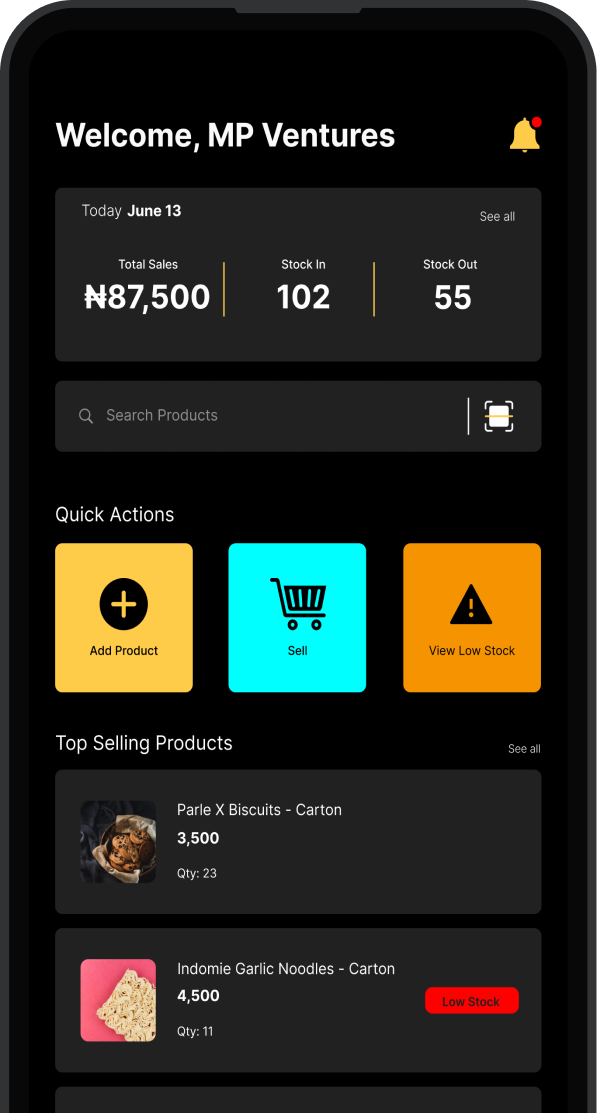 Welcome, MP Ventures
Today June 13
See all
Total Sales
Stock In
Stock Out
₦87,500
102
55
Search Products
Quick Actions
Add Product
Sell
View Low Stock
Top Selling Products
See all
Parle X Biscuits - Carton
3,500
Qty: 23
Indomie Garlic Noodles - Carton
4,500
Low Stock
Qty: 11